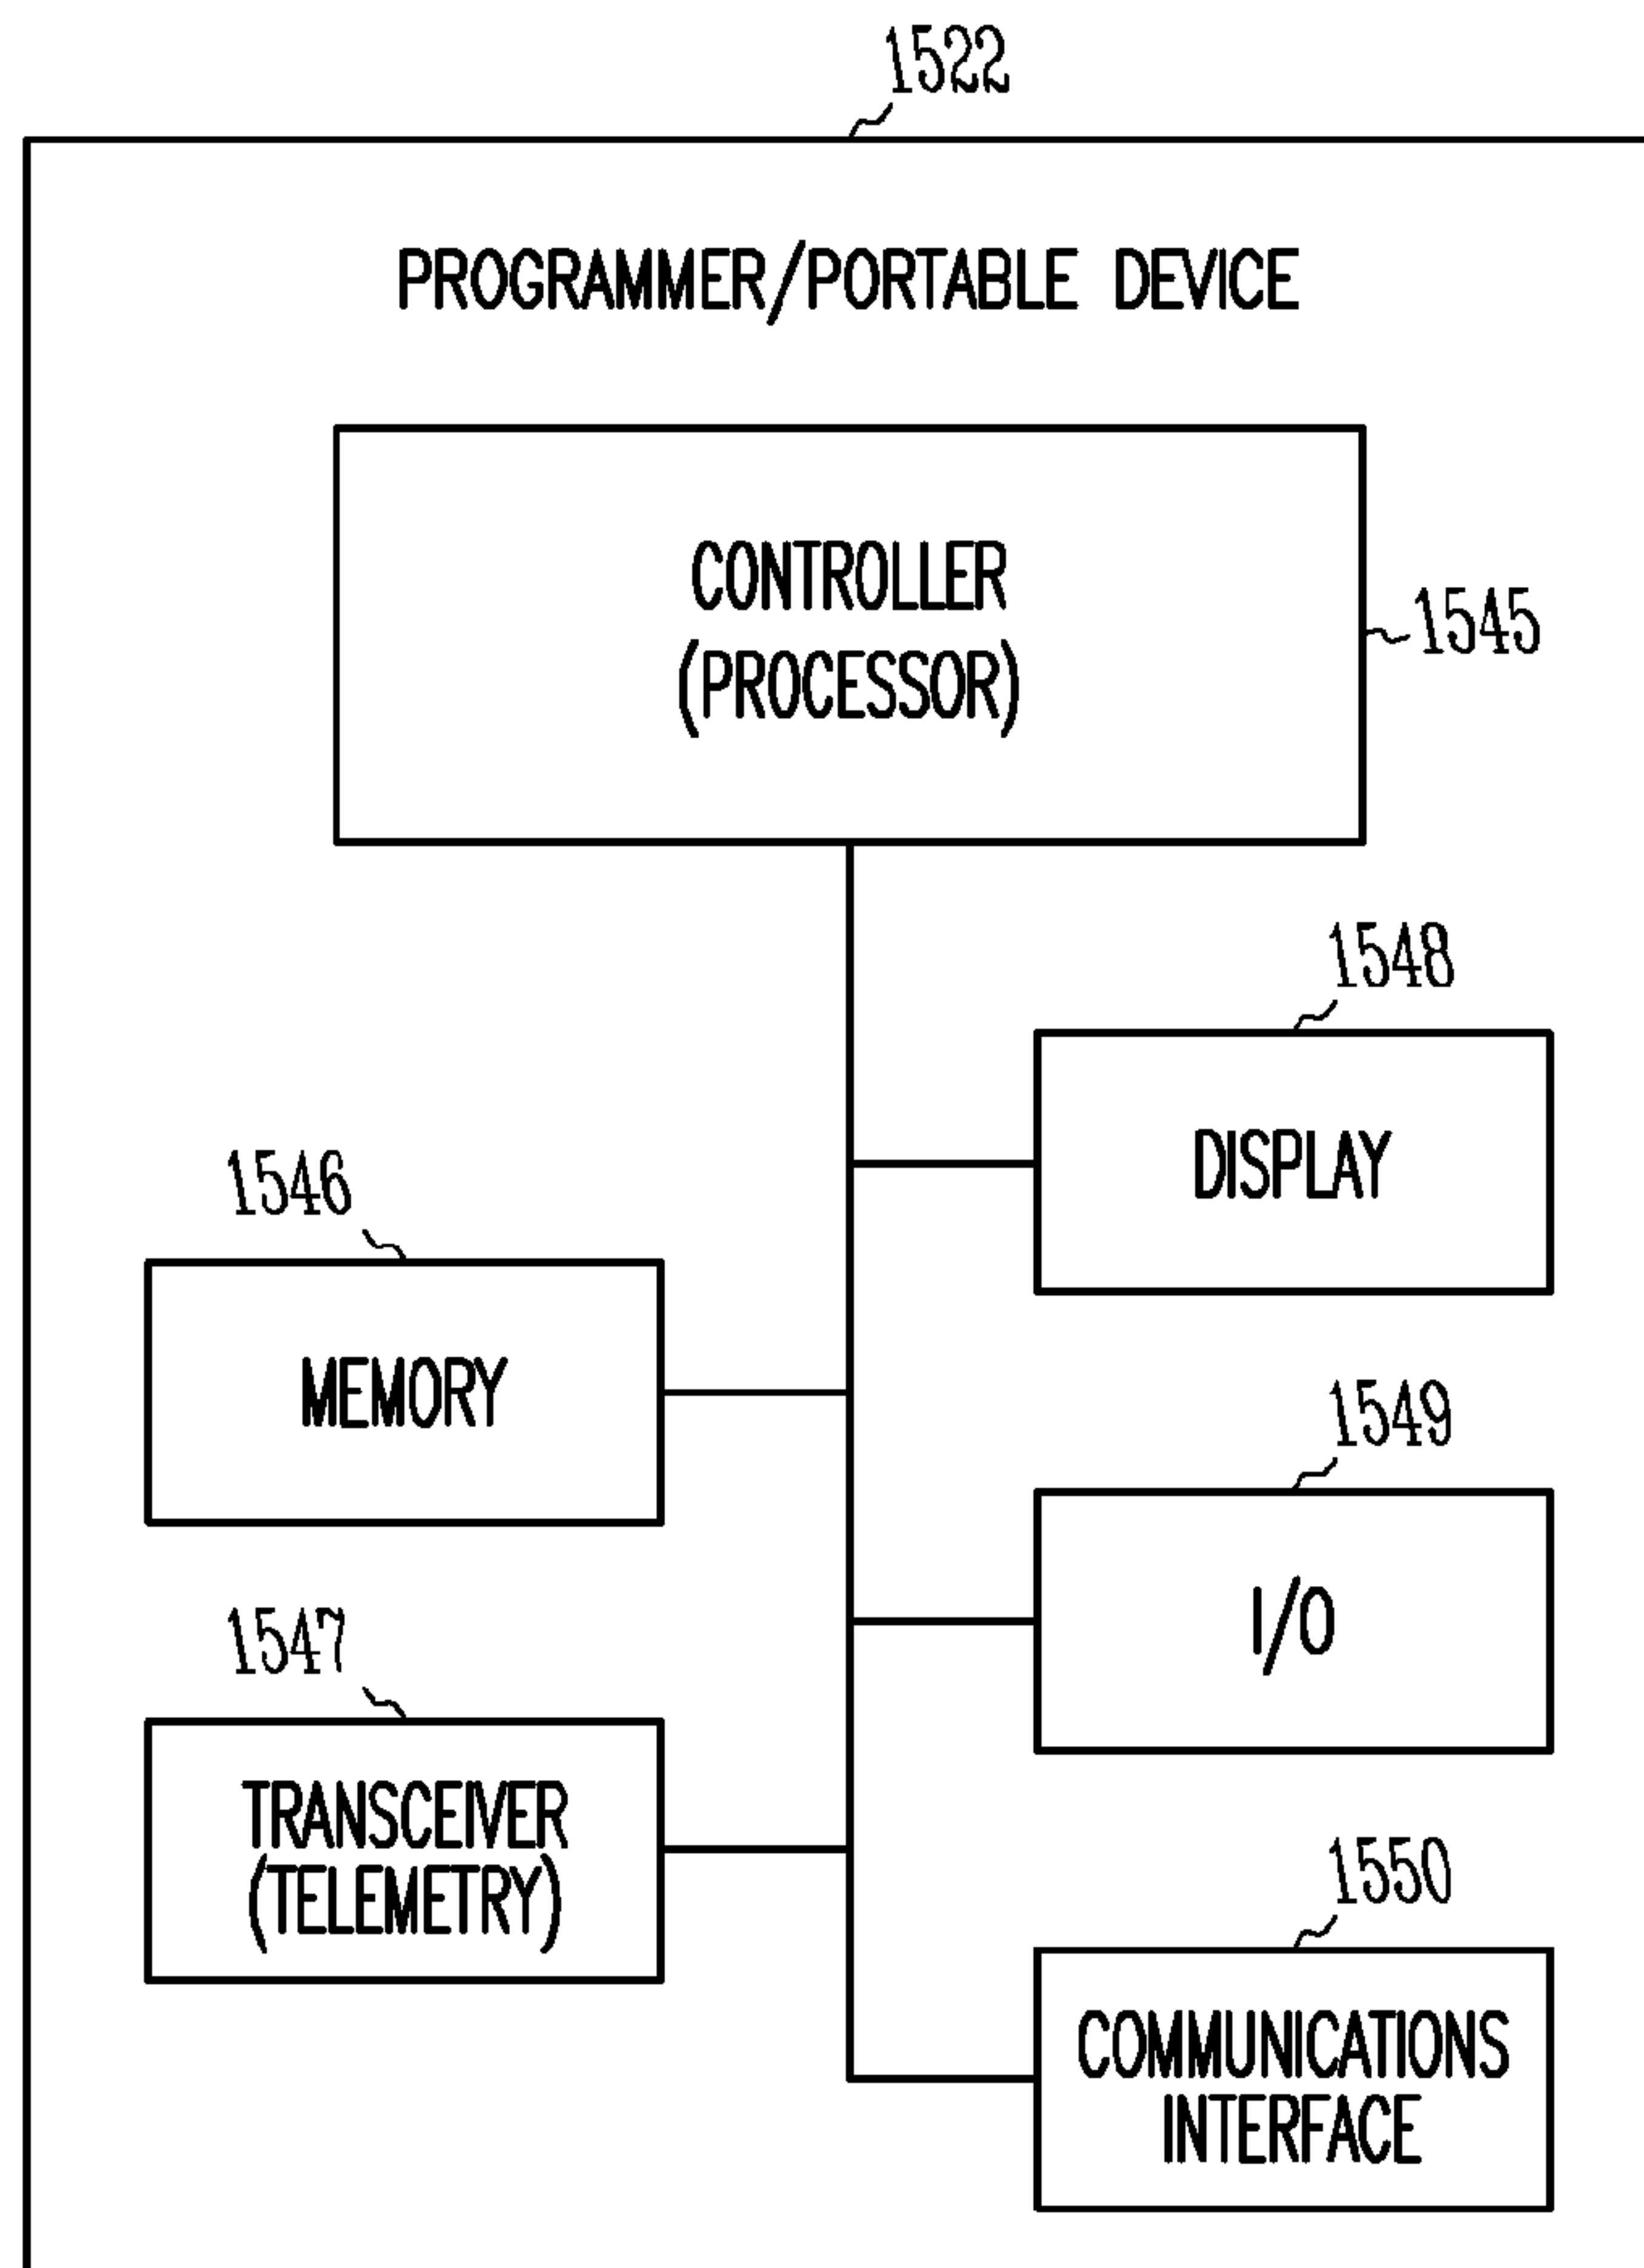 1522
PROGRAMMER/PORTABLE DEVICE
CONTROLLER
(PROCESSOR)
1545
1548
DISPLAY
1546
MEMORY
1549
I/O
1547
TRANSCEIVER
(TELEMETRY)
1550
COMMUNICATIONS
INTERFACE